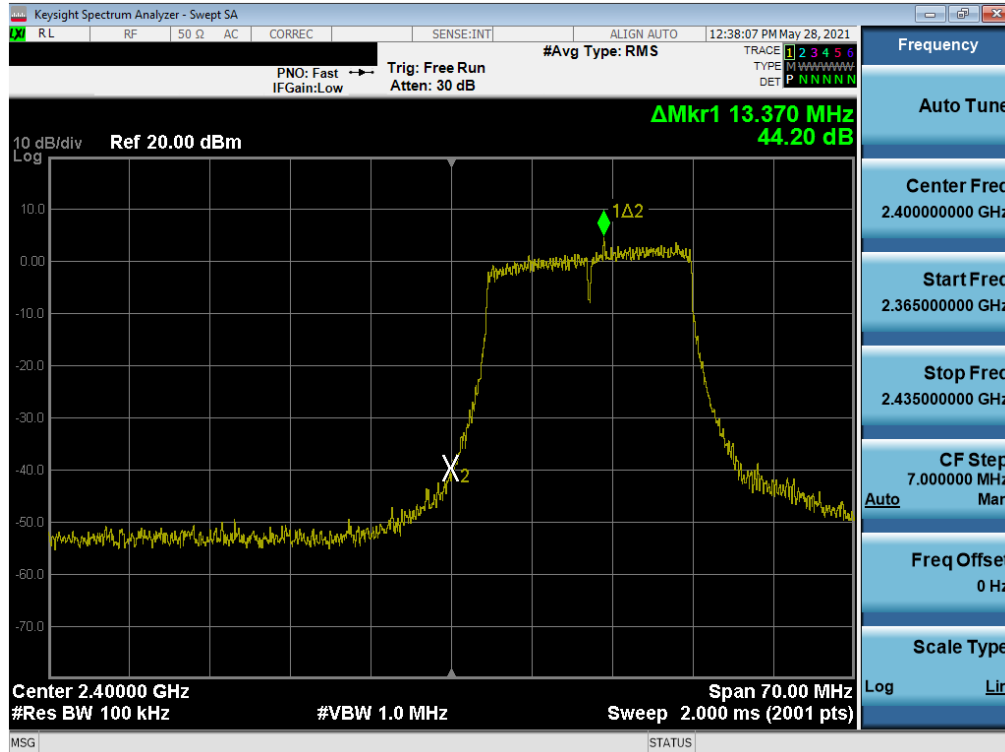 Keysight Spectrum Analyzer - Swept SA
LXI RL RF 50 Ω AC CORREC SENSE:INT ALIGN AUTO 12:38:07 PM May 28, 2021
#Avg Type: RMS
TRACE 1 2 3 4 5 6
TYPE M WWWWW
DET P N N N N N
PNO: Fast
IFGain:Low
Trig: Free Run
Atten: 30 dB
ΔMkr1 13.370 MHz
44.20 dB
10 dB/div Ref 20.00 dBm
Log
10.0
0.00
-10.0
-20.0
-30.0
-40.0
-50.0
-60.0
-70.0
1Δ2
X2
Center 2.40000 GHz
Span 70.00 MHz
#Res BW 100 kHz
#VBW 1.0 MHz
Sweep 2.000 ms (2001 pts)
MSG
STATUS
Frequency
Auto Tune
Center Freq
2.400000000 GHz
Start Freq
2.365000000 GHz
Stop Freq
2.435000000 GHz
CF Step
7.000000 MHz
Auto Man
Freq Offset
0 Hz
Scale Type
Log Lin